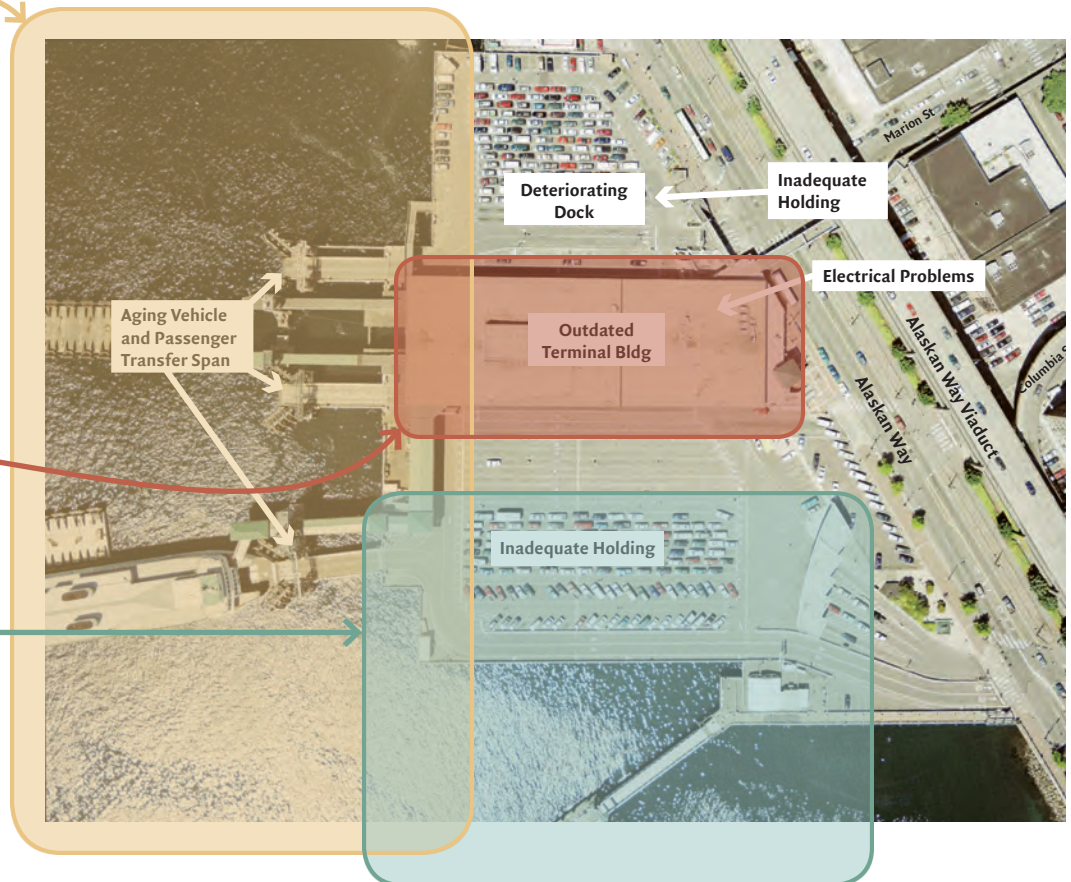 Marion St
Deteriorating
Dock
Inadequate
Holding
Electrical Problems
Aging Vehicle
and Passenger
Transfer Span
Outdated
Terminal Bldg
Alaskan Way Viaduct
Alaskan Way
Columbia
Inadequate Holding